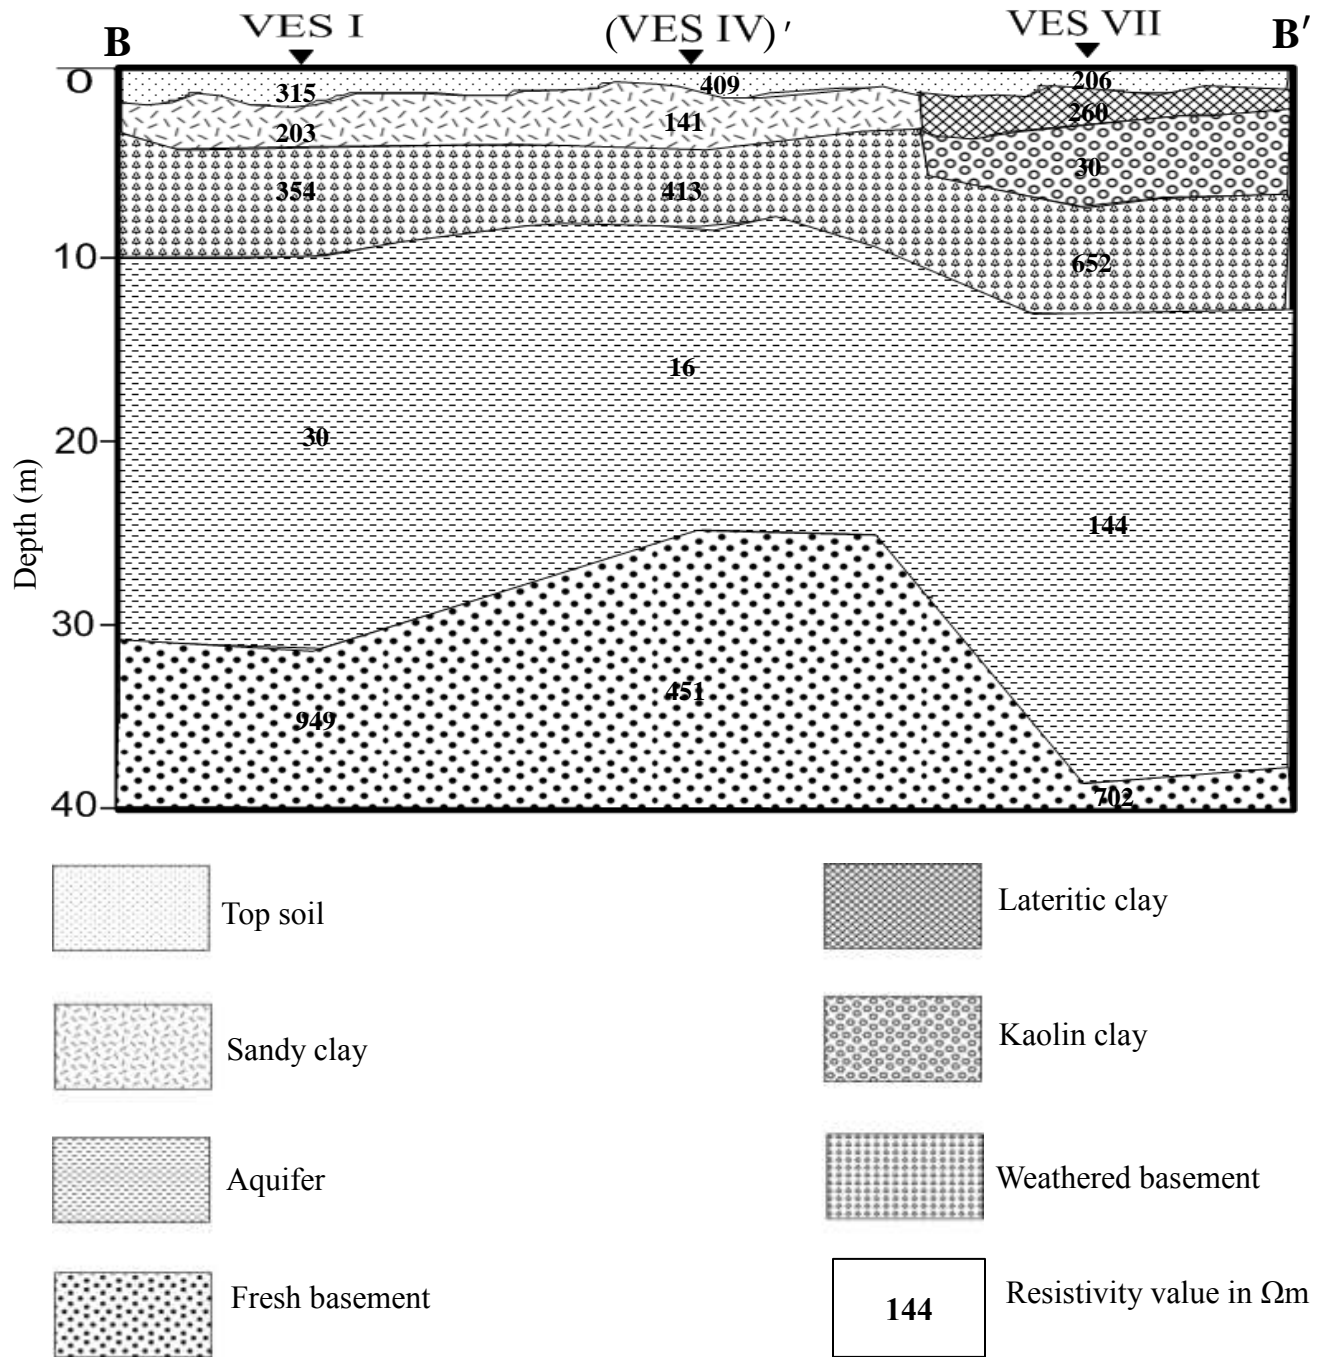 B VES I (VES IV)′ VES VII B′
O
315 409 206
203 141 260
354 413 30
10
652
16
20
30
Depth (m)
144
30
949 451
40
702
Top soil
Lateritic clay
Sandy clay
Kaolin clay
Aquifer
Weathered basement
Fresh basement
144 Resistivity value in Ωm